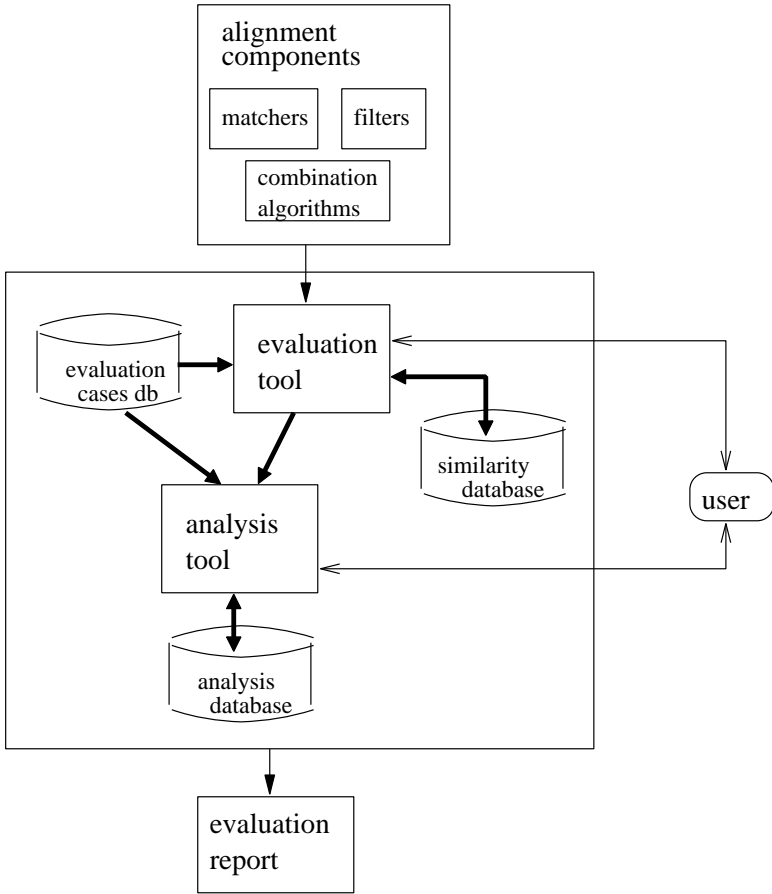 alignment
components
matchers
filters
combination
algorithms
evaluation
tool
evaluation
cases db
similarity
database
user
analysis
tool
analysis
database
evaluation
report